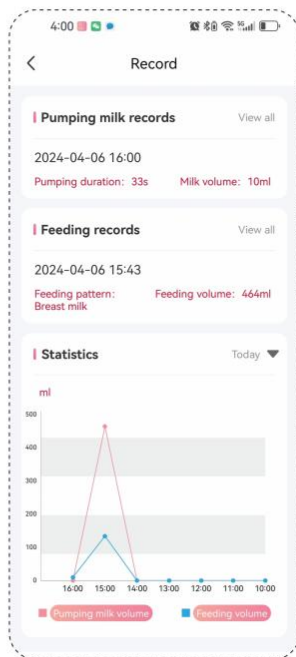 4:00
5G
Record
Pumping milk records
View all
2024-04-06 16:00
Pumping duration: 33s
Milk volume: 10ml
Feeding records
View all
2024-04-06 15:43
Feeding pattern:
Breast milk
Feeding volume: 464ml
Statistics
Today
ml
500
400
300
200
100
0
16:00 15:00 14:00 13:00 12:00 11:00 10:00
Pumping milk volume
Feeding volume